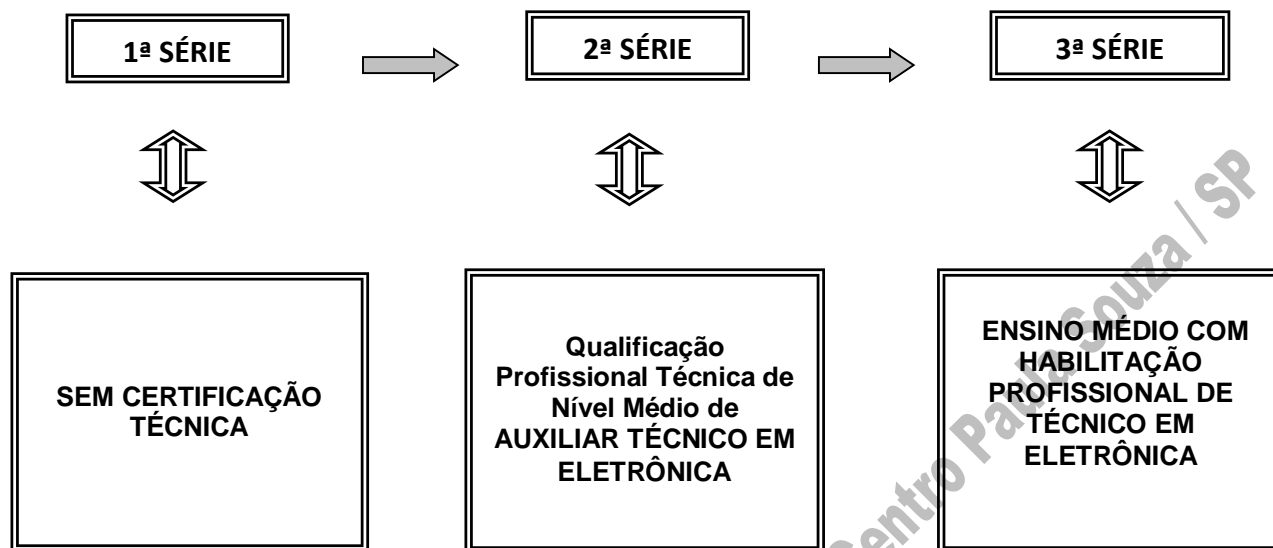 1ª SÉRIE
2ª SÉRIE
3ª SÉRIE
SEM CERTIFICAÇÃO
TÉCNICA
Qualificação
Profissional Técnica de
Nível Médio de
AUXILIAR TÉCNICO EM
ELETRÔNICA
ENSINO MÉDIO COM
HABILITAÇÃO
PROFISSIONAL DE
TÉCNICO EM
ELETRÔNICA
Centro Paula Souza / SP